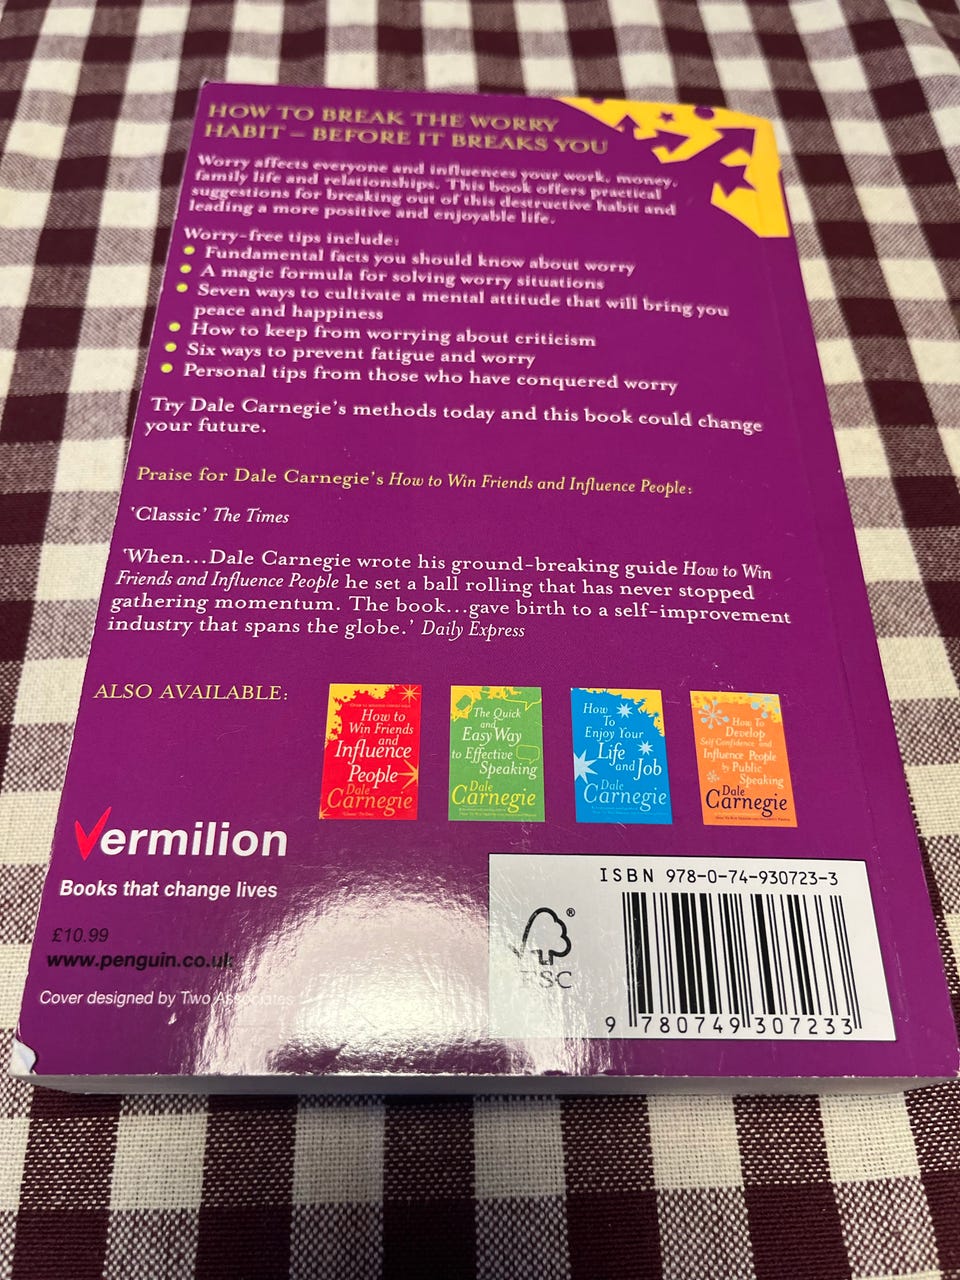 HOW TO BREAK THE WORRY
HABIT – BEFORE IT BREAKS YOU
Worry affects everyone and influences your work, money,
family life and relationships. This book offers practical
suggestions for breaking out of this destructive habit and
leading a more positive and enjoyable life.
Worry-free tips include:
• Fundamental facts you should know about worry
• A magic formula for solving worry situations
• Seven ways to cultivate a mental attitude that will bring you
peace and happiness
• How to keep from worrying about criticism
• Six ways to prevent fatigue and worry
• Personal tips from those who have conquered worry
Try Dale Carnegie's methods today and this book could change
your future.
Praise for Dale Carnegie's How to Win Friends and Influence People:
'Classic' The Times
'When...Dale Carnegie wrote his ground-breaking guide How to Win
Friends and Influence People he set a ball rolling that has never stopped
gathering momentum. The book...gave birth to a self-improvement
industry that spans the globe.' Daily Express
ALSO AVAILABLE:
How to
Win Friends
and
Influence
People
Dale
Carnegie
The Quick
and
Easy Way
to Effective
Speaking
Dale
Carnegie
How
To
Enjoy Your
Life
and Job
Dale
Carnegie
How To
Develop
Self Confidence and
Influence People
by Public
Speaking
Dale
Carnegie
Vermilion
Books that change lives
£10.99
www.penguin.co.uk
Cover designed by Two Associates
ISBN 978-0-74-930723-3
®
FSC
9 780749 307233